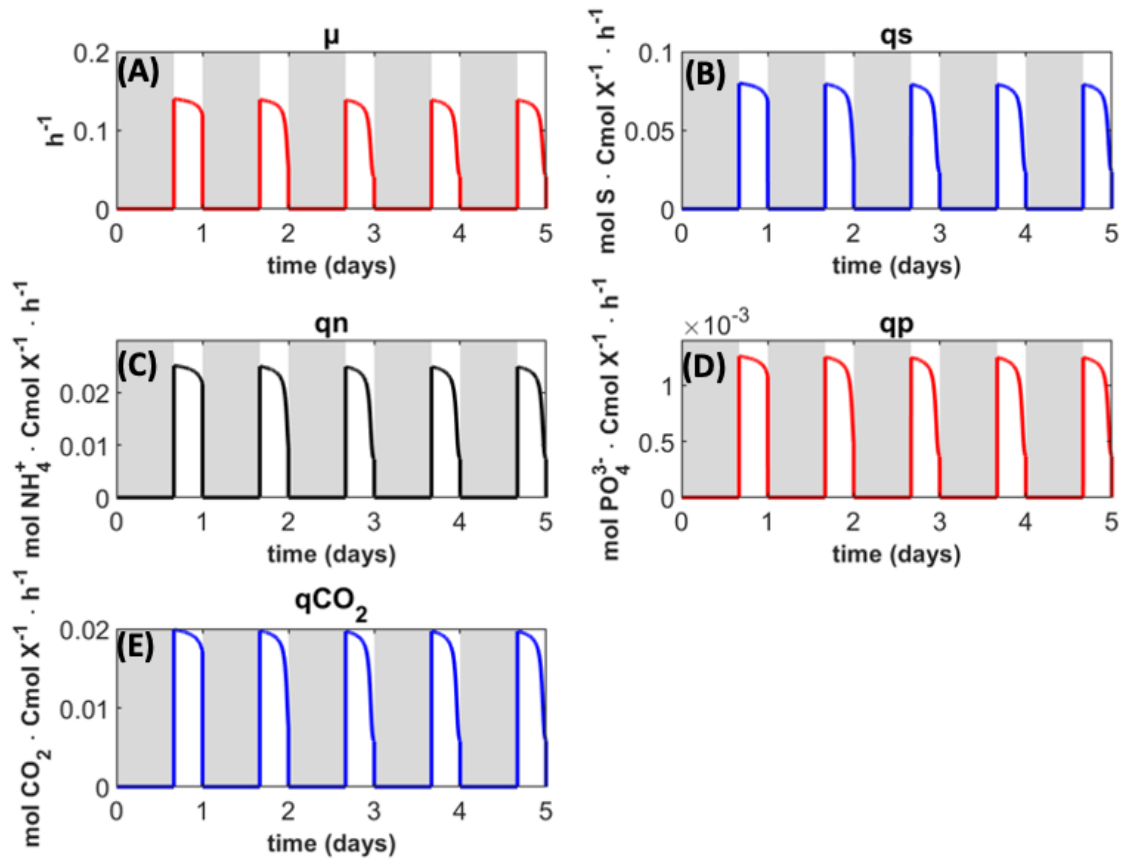 μ
(A)
0.2
0.1
0
h⁻¹
0 1 2 3 4 5
time (days)
qs
(B)
0.1
0.05
0
mol S · Cmol X⁻¹ · h⁻¹
0 1 2 3 4 5
time (days)
qn
(C)
0.02
0.01
0
mol NH₄⁺ · Cmol X⁻¹ · h⁻¹
0 1 2 3 4 5
time (days)
qp
×10⁻³
(D)
1
0.5
0
mol PO₄³⁻ · Cmol X⁻¹ · h⁻¹
0 1 2 3 4 5
time (days)
qCO₂
(E)
0.02
0.01
0
mol CO₂ · Cmol X⁻¹ · h⁻¹
0 1 2 3 4 5
time (days)